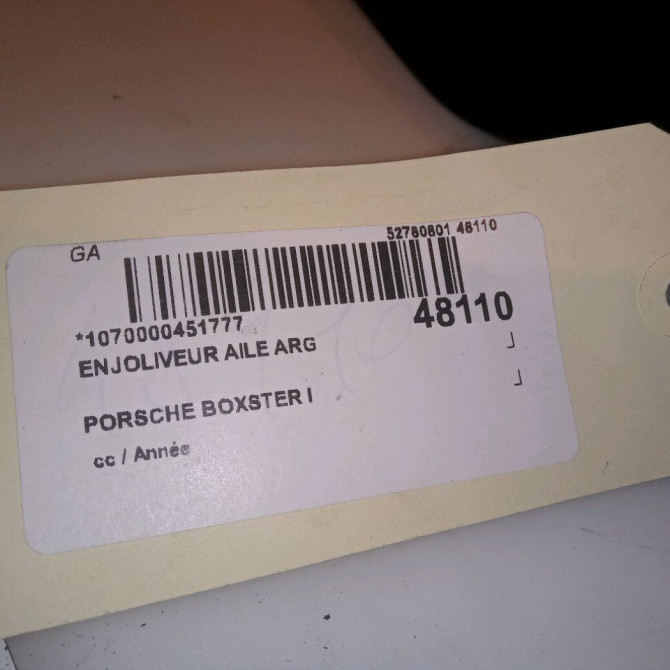 GA
52780801 48110
*1070000451777
48110
ENJOLIVEUR AILE ARG
PORSCHE BOXSTER I
cc / Année